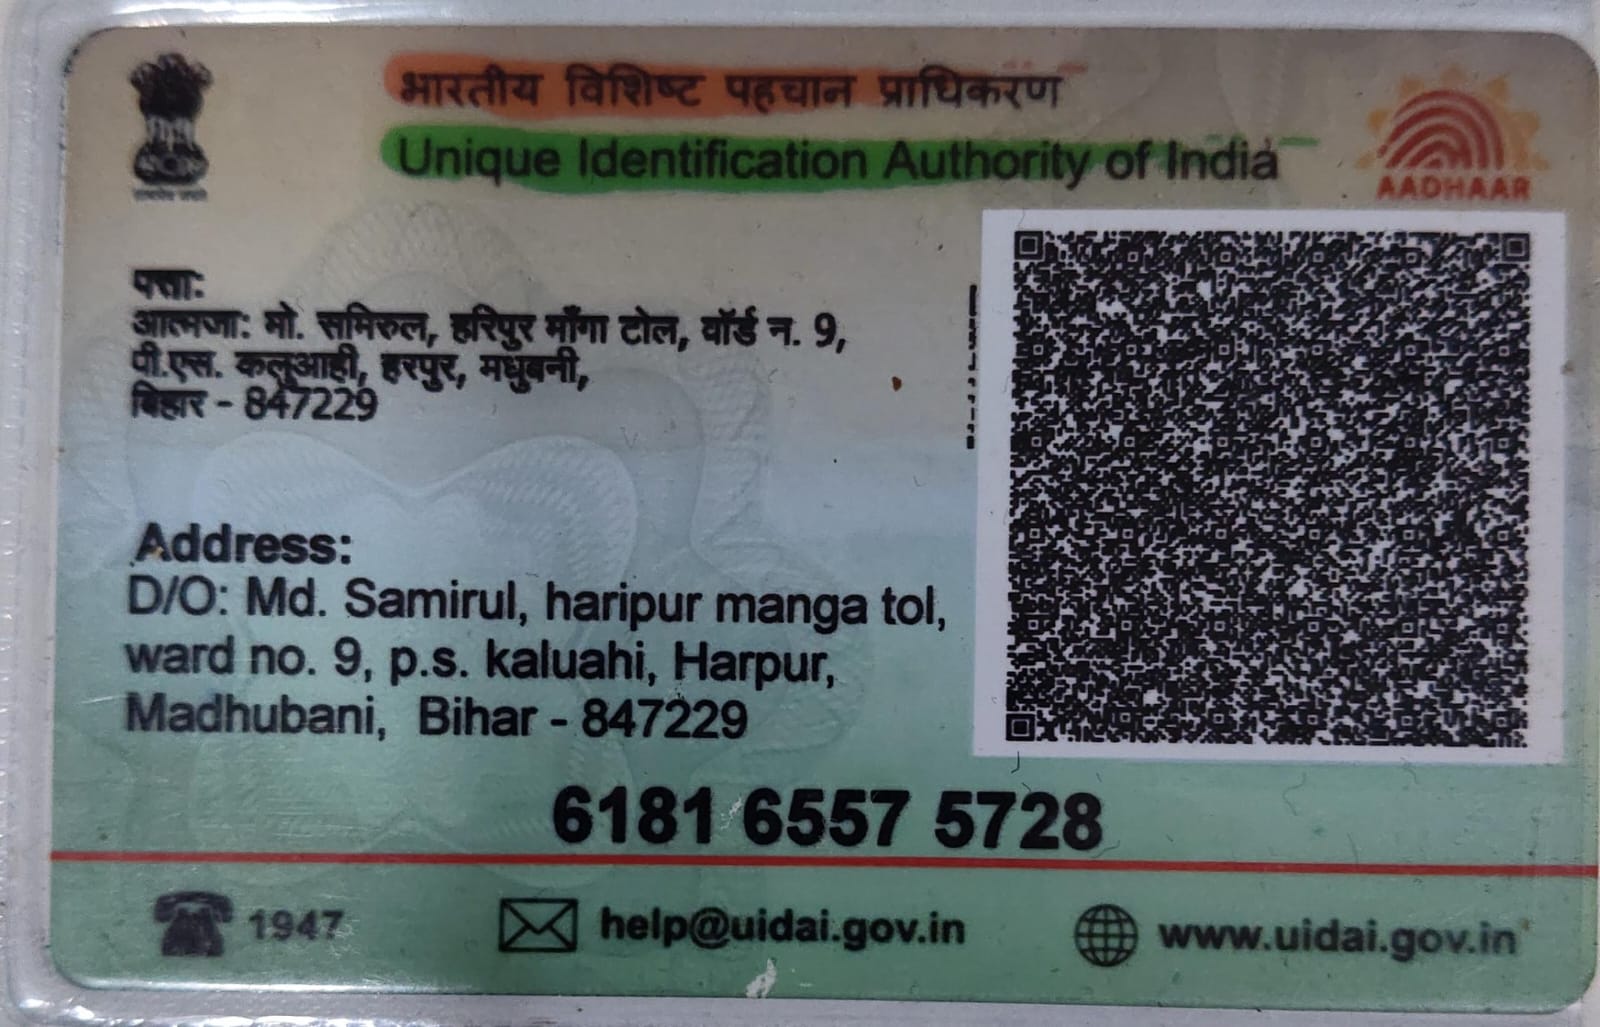 भारतीय विशिष्ट पहचान प्राधिकरण
Unique Identification Authority of India
AADHAAR
पत्ता:
आत्मजा: मो. समिरुल, हरिपुर माँगा टोल, वॉर्ड न. 9,
पी.एस. कलुआही, हरपुर, मधुबनी,
बिहार - 847229
Address:
D/O: Md. Samirul, haripur manga tol,
ward no. 9, p.s. kaluahi, Harpur,
Madhubani, Bihar - 847229
6181 6557 5728
1947
help@uidai.gov.in
www.uidai.gov.in